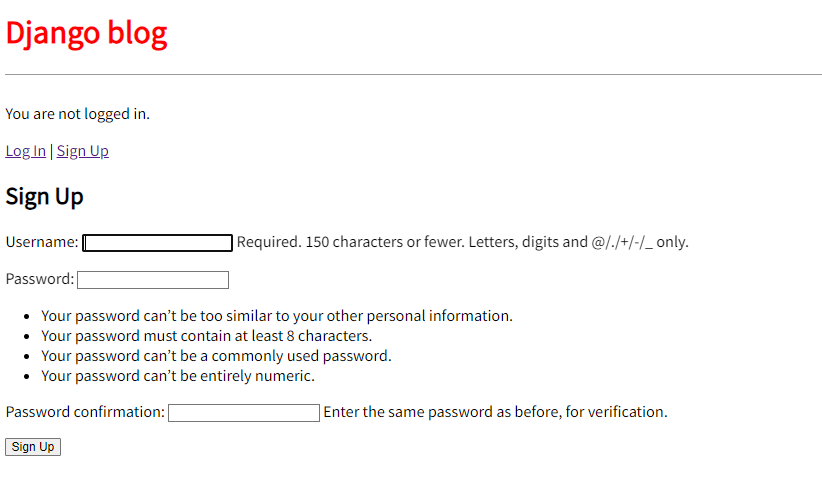 Django blog
You are not logged in.
Log In | Sign Up
Sign Up
Username: Required. 150 characters or fewer. Letters, digits and @/./+/-/_ only.
Password:
Your password can’t be too similar to your other personal information.
Your password must contain at least 8 characters.
Your password can’t be a commonly used password.
Your password can’t be entirely numeric.
Password confirmation: Enter the same password as before, for verification.
Sign Up